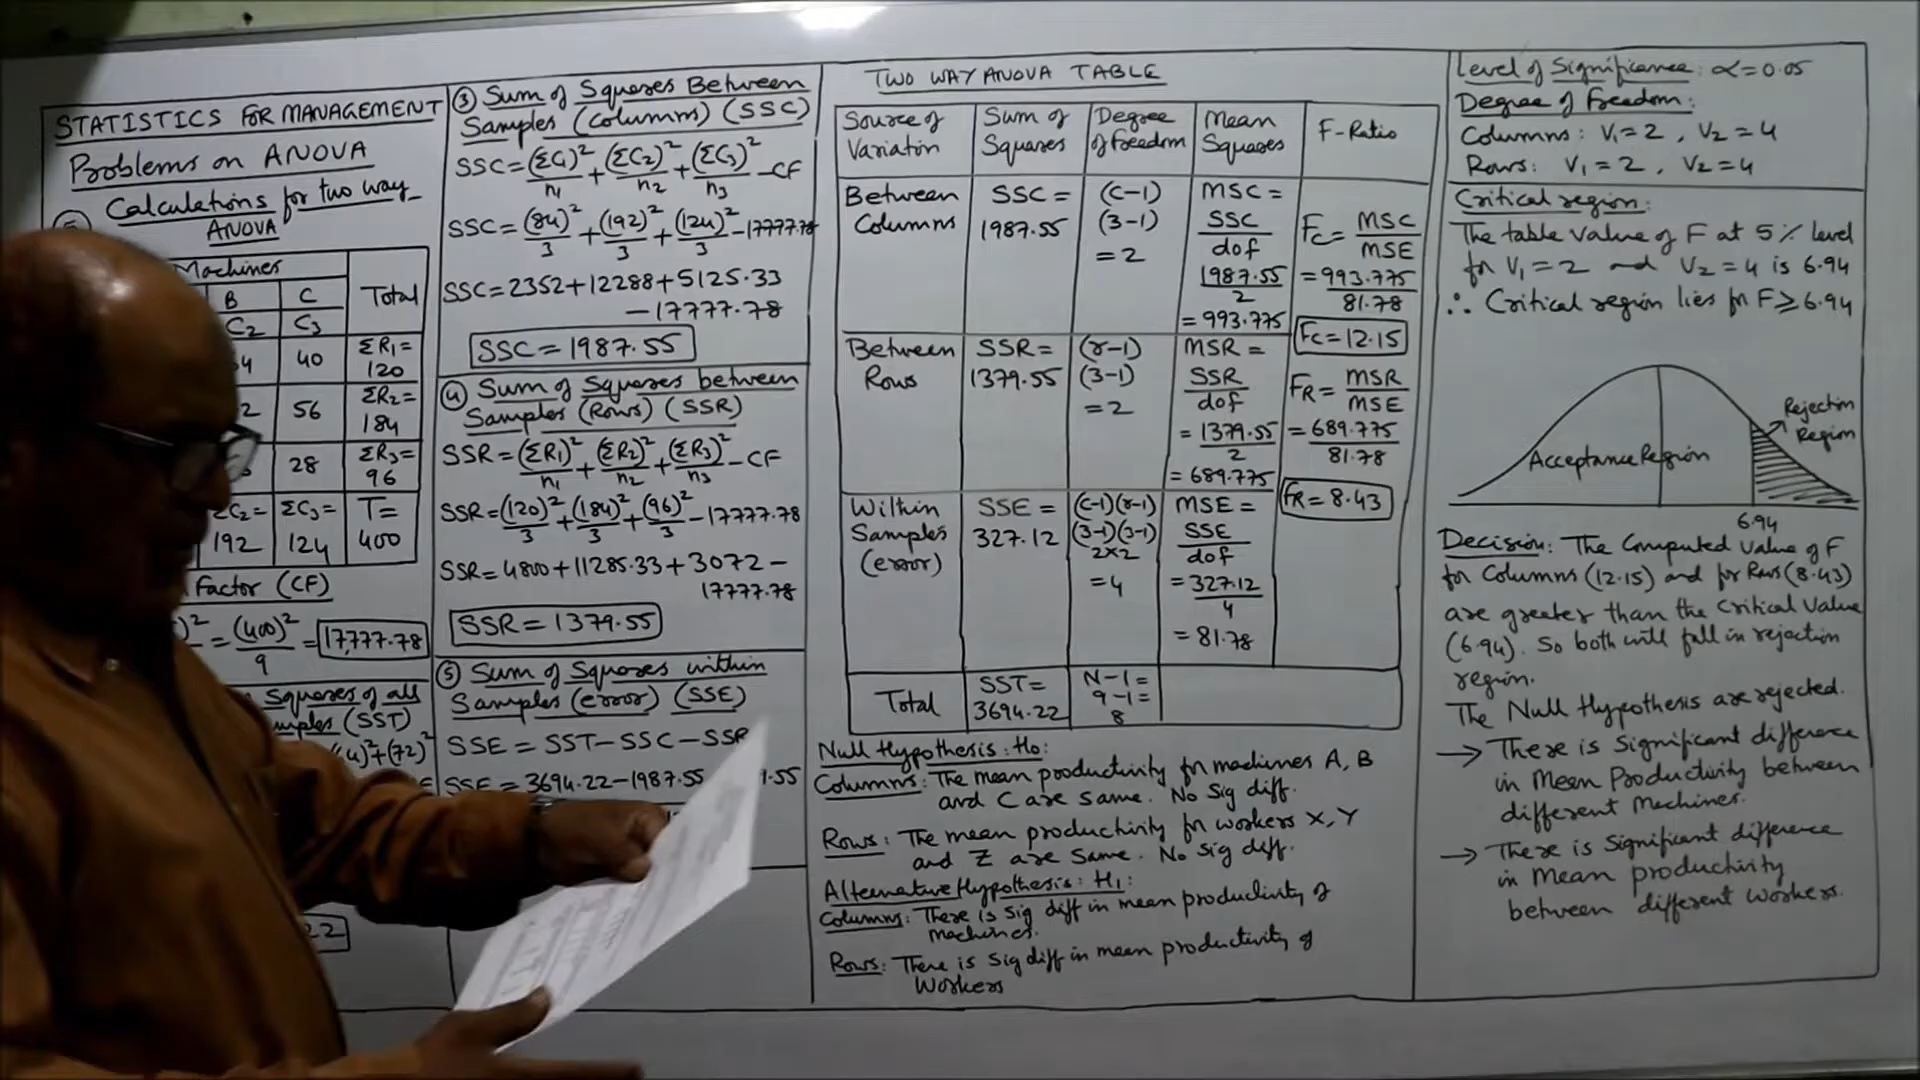 STATISTICS FOR MANAGEMENT
Problems on ANOVA
Calculations for two way
ANOVA
Machines
B C Total
C2 C3
4 40 ΣR1=
120
2 56 ΣR2=
184
28 ΣR3=
96
ΣC2= ΣC3= T=
192 124 400
Factor (CF)
= (400)² = 17,777.78
9
Squares of all
(SST)
4)²+(72)²
22
③ Sum of Squares Between
Samples (Columns) (SSC)
SSC = (ΣC1)²/n1 + (ΣC2)²/n2 + (ΣC3)²/n3 - CF
SSC = (84)²/3 + (192)²/3 + (124)²/3 - 17777.78
SSC = 2352+12288+5125.33
- 17777.78
SSC = 1987.55
④ Sum of Squares between
Samples (Rows) (SSR)
SSR = (ΣR1)²/n1 + (ΣR2)²/n2 + (ΣR3)²/n3 - CF
SSR = (120)²/3 + (184)²/3 + (96)²/3 - 17777.78
SSR = 4800+11285.33+3072-
17777.78
SSR = 1379.55
⑤ Sum of Squares within
Samples (error) (SSE)
SSE = SST-SSC-SSR
SSE = 3694.22-1987.55 .55
TWO WAY ANOVA TABLE
Source of Sum of Degree Mean F-Ratio
Variation Squares of freedom Squares
Between SSC = (c-1) MSC =
Columns 1987.55 (3-1) SSC/dof Fc = MSC/MSE
= 2 1987.55/2 = 993.775/81.78
= 993.775 Fc = 12.15
Between SSR = (r-1) MSR =
Rows 1379.55 (3-1) SSR/dof FR = MSR/MSE
= 2 = 1379.55/2 = 689.775/81.78
= 689.775 FR = 8.43
Within SSE = (c-1)(r-1) MSE =
Samples 327.12 (3-1)(3-1) SSE/dof
(error) 2x2 = 327.12/4
= 4 = 81.78
Total SST= N-1=
3694.22 9-1=
8
Null Hypothesis: Ho:
Columns: The mean productivity for machines A, B
and C are same. No sig diff.
Rows: The mean productivity for workers X, Y
and Z are same. No sig diff.
Alternative Hypothesis: H1:
Columns: There is sig diff in mean productivity of
machines.
Rows: There is sig diff in mean productivity of
Workers
Level of Significance: α=0.05
Degree of freedom:
Columns: V1=2, V2=4
Rows: V1=2, V2=4
Critical region:
The table value of F at 5% level
for V1=2 and V2=4 is 6.94
∴ Critical region lies for F≥6.94
Rejection
Region
Acceptance Region
6.94
Decision: The Computed value of F
for Columns (12.15) and for Rows (8.43)
are greater than the Critical Value
(6.94). So both will fall in rejection
region.
The Null Hypothesis are rejected.
→ There is significant difference
in Mean Productivity between
different machines.
→ There is significant difference
in mean productivity
between different workers.